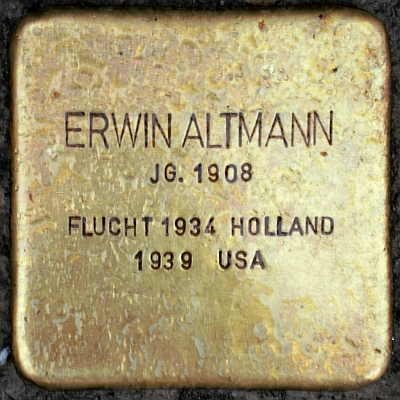 ERWIN ALTMANN
JG. 1908
FLUCHT 1934 HOLLAND
1939 USA